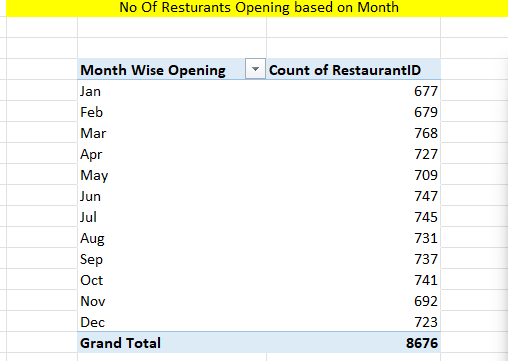 No Of Resturants Opening based on Month
Month Wise Opening Count of RestaurantID
Jan 677
Feb 679
Mar 768
Apr 727
May 709
Jun 747
Jul 745
Aug 731
Sep 737
Oct 741
Nov 692
Dec 723
Grand Total 8676